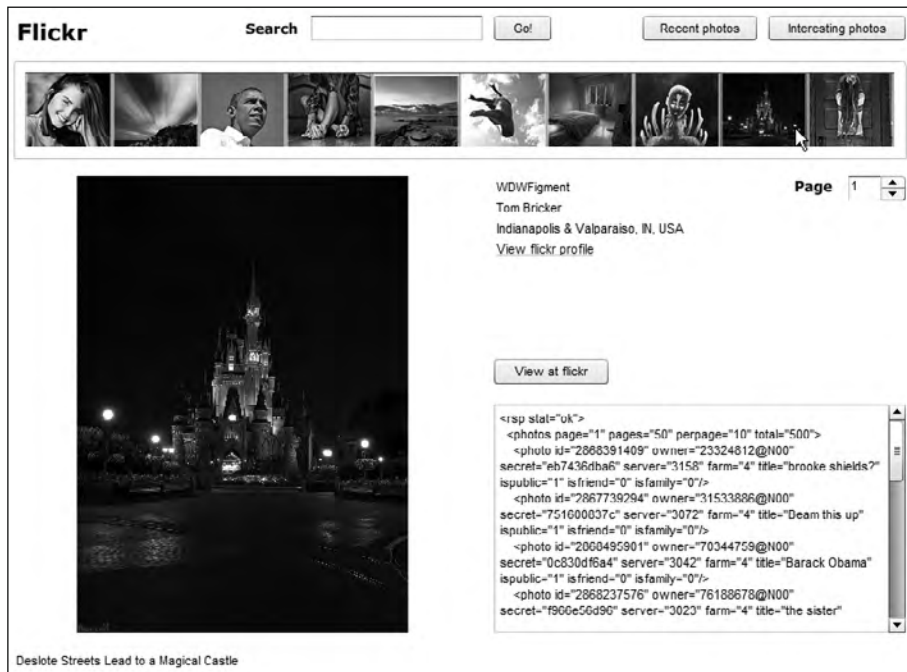 Flickr
Search
Go!
Recent photos
Interesting photos
WDWFigment
Page 1
Tom Bricker
Indianapolis & Valparaiso, IN, USA
View flickr profile
View at flickr
<rsp stat="ok">
<photos page="1" pages="50" perpage="10" total="500">
<photo id="2868391409" owner="23324812@N00"
secret="eb7436dba6" server="3158" farm="4" title="brooke shields?"
ispublic="1" isfriend="0" isfamily="0"/>
<photo id="2867739294" owner="31533886@N00"
secret="751600837c" server="3072" farm="4" title="Beam this up"
ispublic="1" isfriend="0" isfamily="0"/>
<photo id="2868495901" owner="70344759@N00"
secret="0c830df6a4" server="3042" farm="4" title="Barack Obama"
ispublic="1" isfriend="0" isfamily="0"/>
<photo id="2868237576" owner="76188678@N00"
secret="f966e56d96" server="3023" farm="4" title="the sister"
Deslote Streets Lead to a Magical Castle